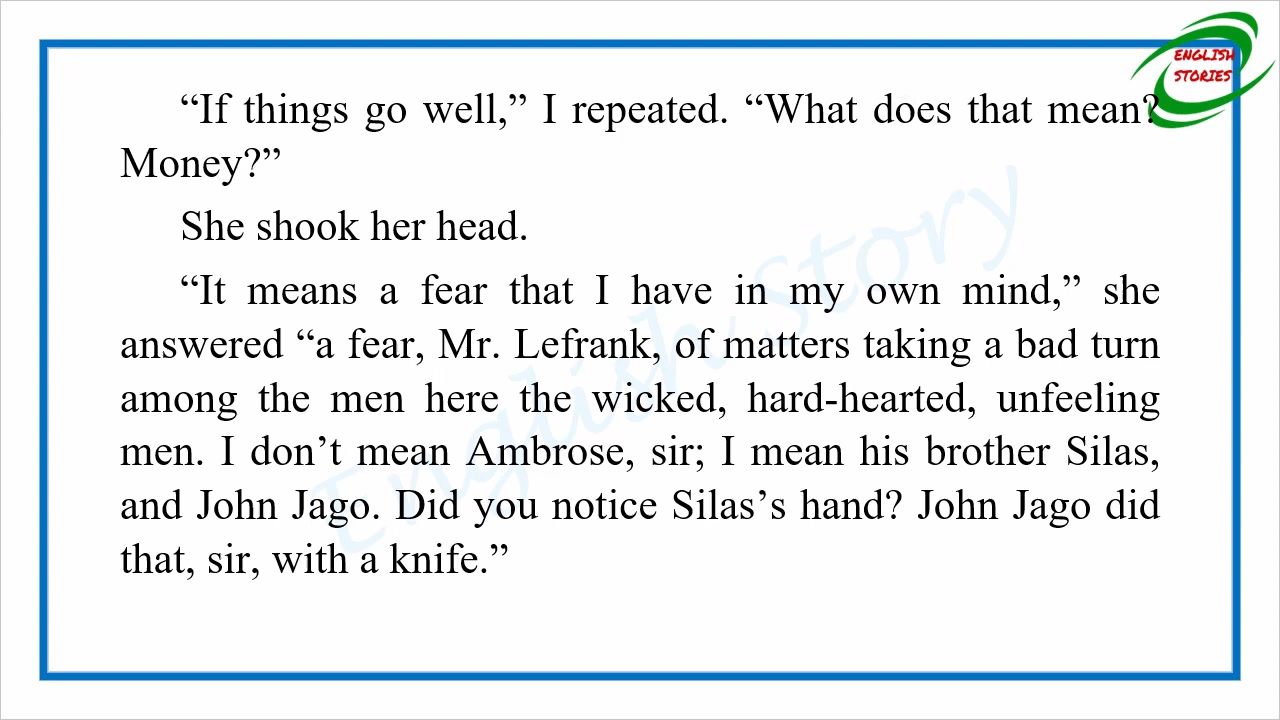 ENGLISH
STORIES
“If things go well,” I repeated. “What does that mean?
Money?”
She shook her head.
“It means a fear that I have in my own mind,” she
answered “a fear, Mr. Lefrank, of matters taking a bad turn
among the men here the wicked, hard-hearted, unfeeling
men. I don’t mean Ambrose, sir; I mean his brother Silas,
and John Jago. Did you notice Silas’s hand? John Jago did
that, sir, with a knife.”
English Story